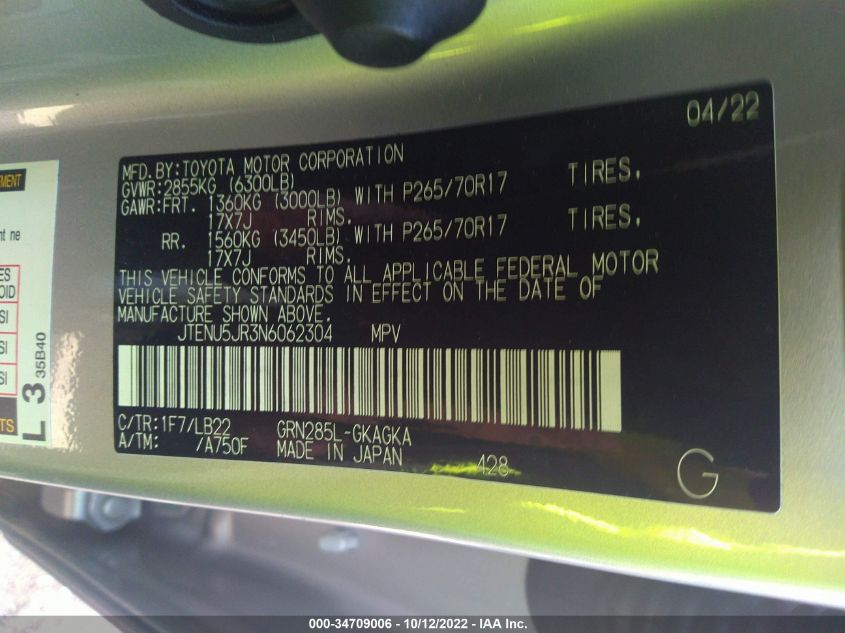 04/22
MFD.BY:TOYOTA MOTOR CORPORATION
GVWR:2855KG (6300LB)
GAWR:FRT. 1360KG (3000LB) WITH P265/70R17 TIRES,
17X7J RIMS.
RR. 1560KG (3450LB) WITH P265/70R17 TIRES,
17X7J RIMS.
THIS VEHICLE CONFORMS TO ALL APPLICABLE FEDERAL MOTOR
VEHICLE SAFETY STANDARDS IN EFFECT ON THE DATE OF
MANUFACTURE SHOWN ABOVE.
JTENU5JR3N6062304 MPV
C/TR:1F7/LB22 GRN285L-GKAGKA
A/TM: /A750F MADE IN JAPAN 428
G
L 3 35B40
000-34709006 - 10/12/2022 - IAA Inc.